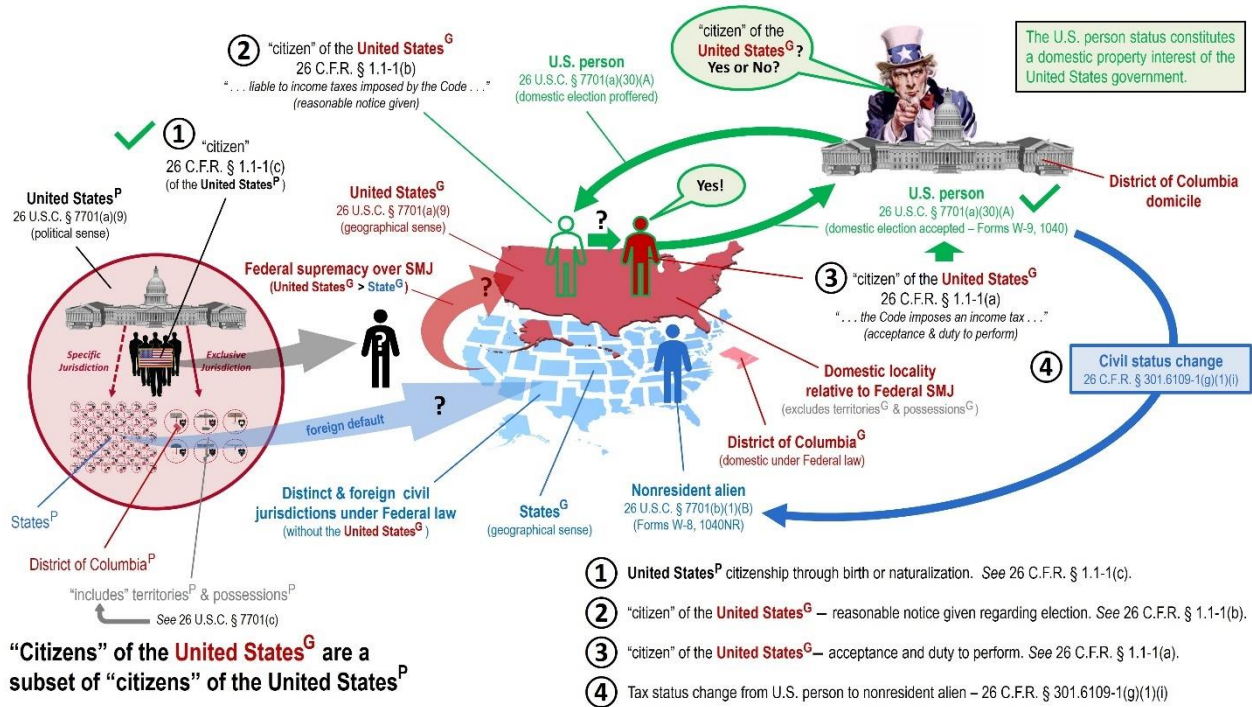 ② “citizen” of the United StatesG
26 C.F.R. § 1.1-1(b)
“ . . . liable to income taxes imposed by the Code . . .”
(reasonable notice given)
U.S. person
26 U.S.C. § 7701(a)(30)(A)
(domestic election proffered)
“citizen” of the
United StatesG ?
Yes or No?
The U.S. person status constitutes
a domestic property interest of the
United States government.
①
“citizen”
26 C.F.R. § 1.1-1(c)
(of the United StatesP)
United StatesP
26 U.S.C. § 7701(a)(9)
(political sense)
United StatesG
26 U.S.C. § 7701(a)(9)
(geographical sense)
?
Yes!
District of Columbia
domicile
U.S. person
26 U.S.C. § 7701(a)(30)(A)
(domestic election accepted – Forms W-9, 1040)
Federal supremacy over SMJ
(United StatesG > StateG)
?
?
③ “citizen” of the United StatesG
26 C.F.R. § 1.1-1(a)
“ . . . the Code imposes an income tax . . .”
(acceptance & duty to perform)
Specific
Jurisdiction
Exclusive
Jurisdiction
④
Civil status change
26 C.F.R. § 301.6109-1(g)(1)(i)
foreign default
?
Domestic locality
relative to Federal SMJ
(excludes territoriesG & possessionsG)
District of ColumbiaG
(domestic under Federal law)
StatesP
Distinct & foreign civil
jurisdictions under Federal law
(without the United StatesG)
StatesG
(geographical sense)
Nonresident alien
26 U.S.C. § 7701(b)(1)(B)
(Forms W-8, 1040NR)
District of ColumbiaP
“includes” territoriesP & possessionsP
See 26 U.S.C. § 7701(c)
“Citizens” of the United StatesG are a
subset of “citizens” of the United StatesP
① United StatesP citizenship through birth or naturalization. See 26 C.F.R. § 1.1-1(c).
② “citizen” of the United StatesG – reasonable notice given regarding election. See 26 C.F.R. § 1.1-1(b).
③ “citizen” of the United StatesG – acceptance and duty to perform. See 26 C.F.R. § 1.1-1(a).
④ Tax status change from U.S. person to nonresident alien – 26 C.F.R. § 301.6109-1(g)(1)(i)